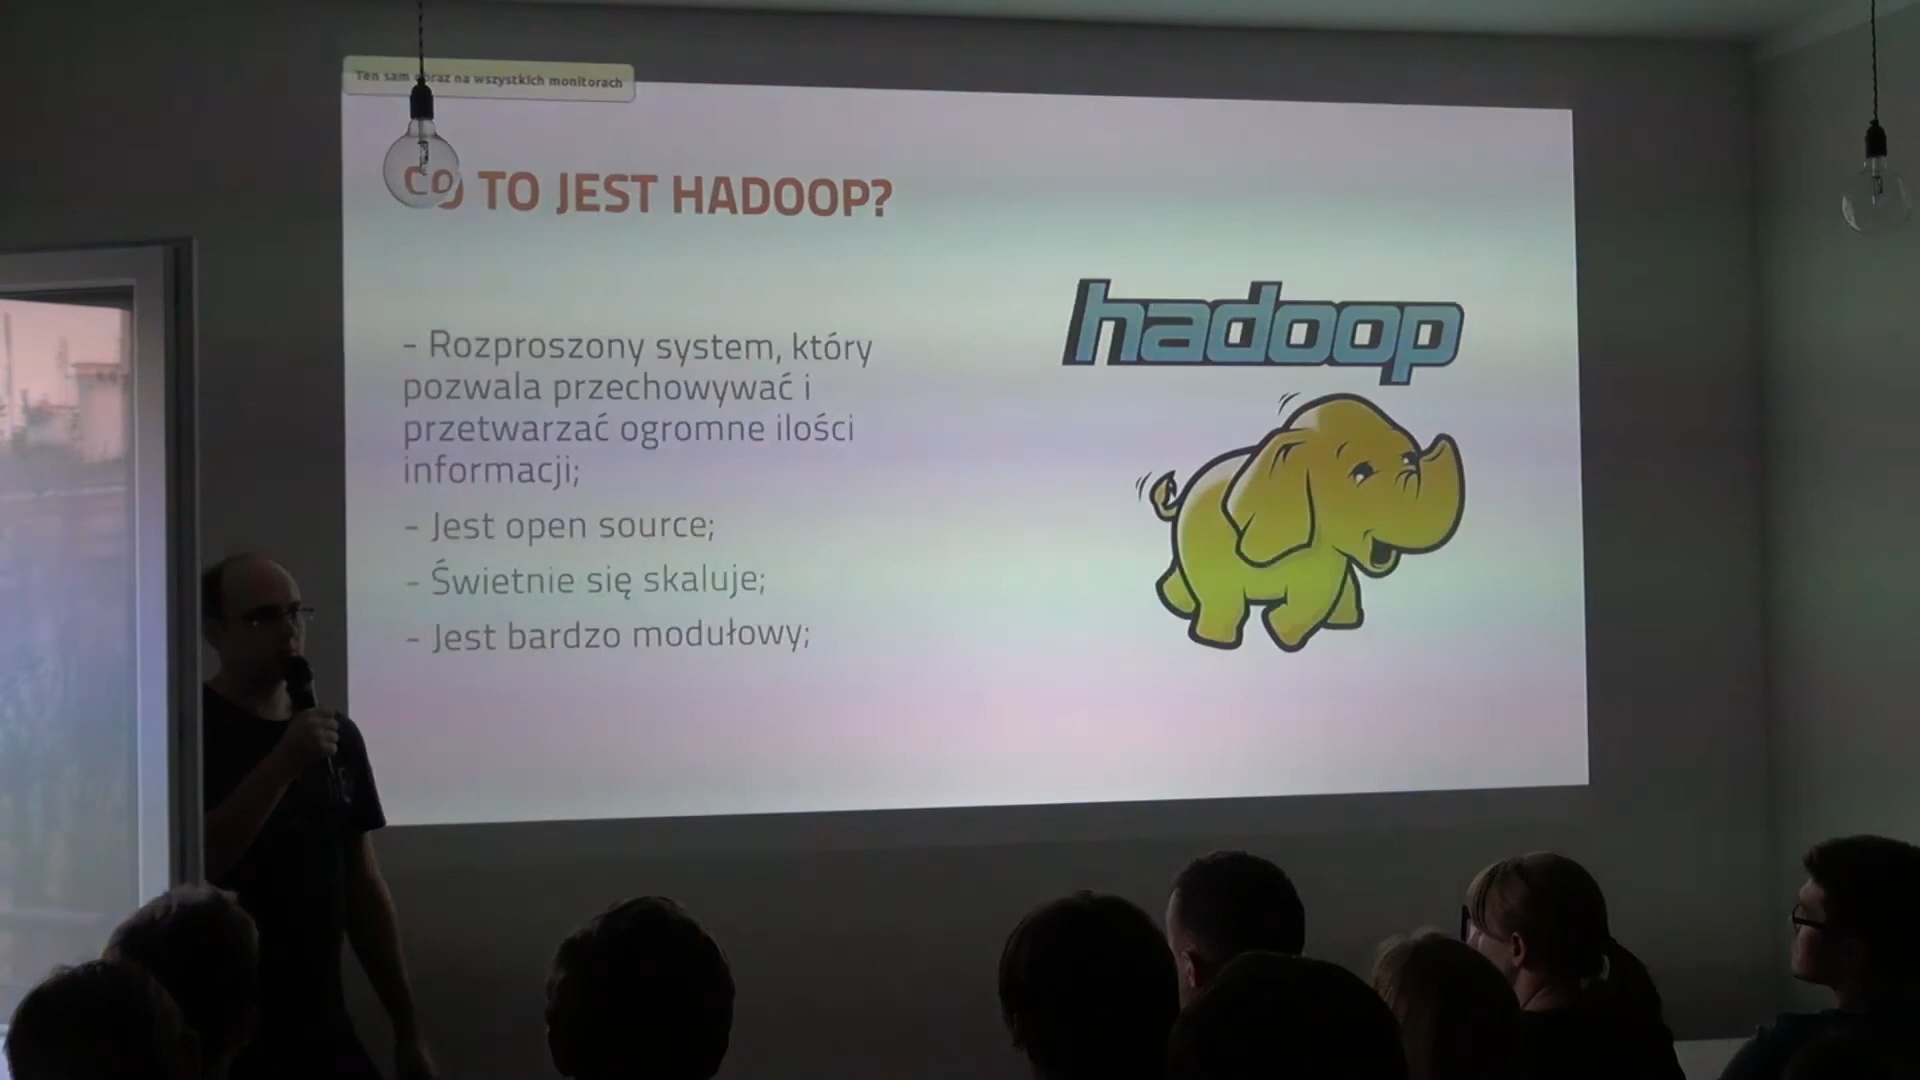 Ten sam obraz na wszystkich monitorach
CO TO JEST HADOOP?
hadoop
- Rozproszony system, który
pozwala przechowywać i
przetwarzać ogromne ilości
informacji;
- Jest open source;
- Świetnie się skaluje;
- Jest bardzo modułowy;